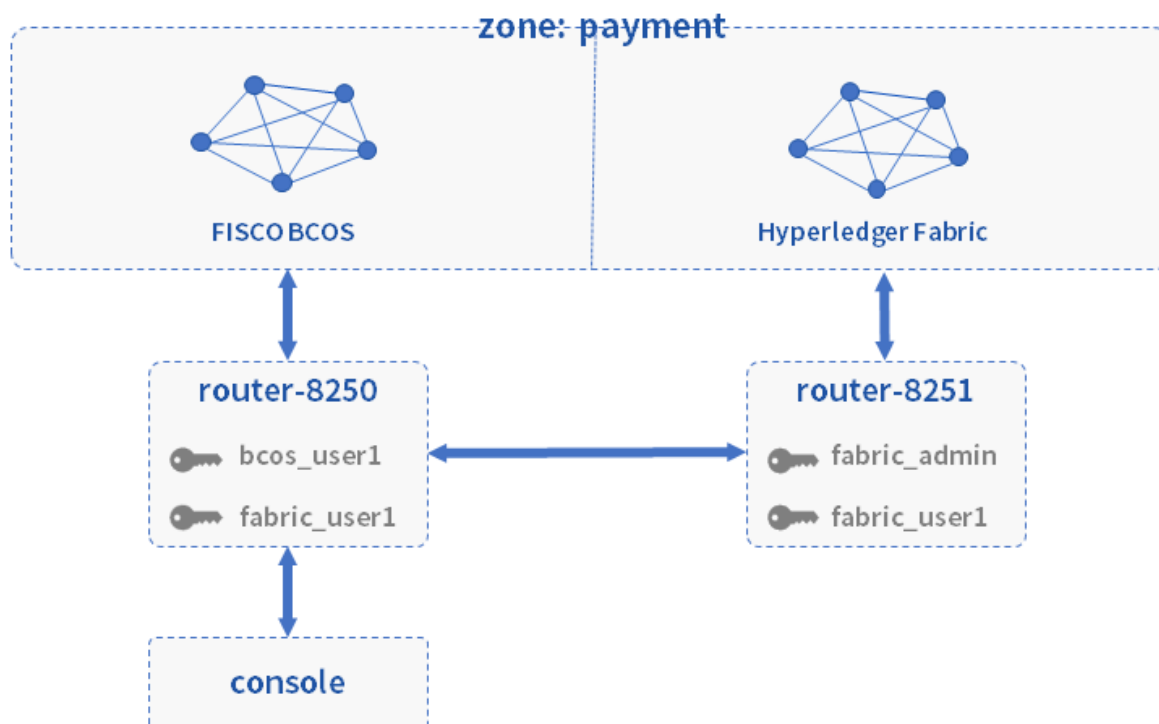 zone: payment
FISCO BCOS
Hyperledger Fabric
router-8250
bcos_user1
fabric_user1
router-8251
fabric_admin
fabric_user1
console